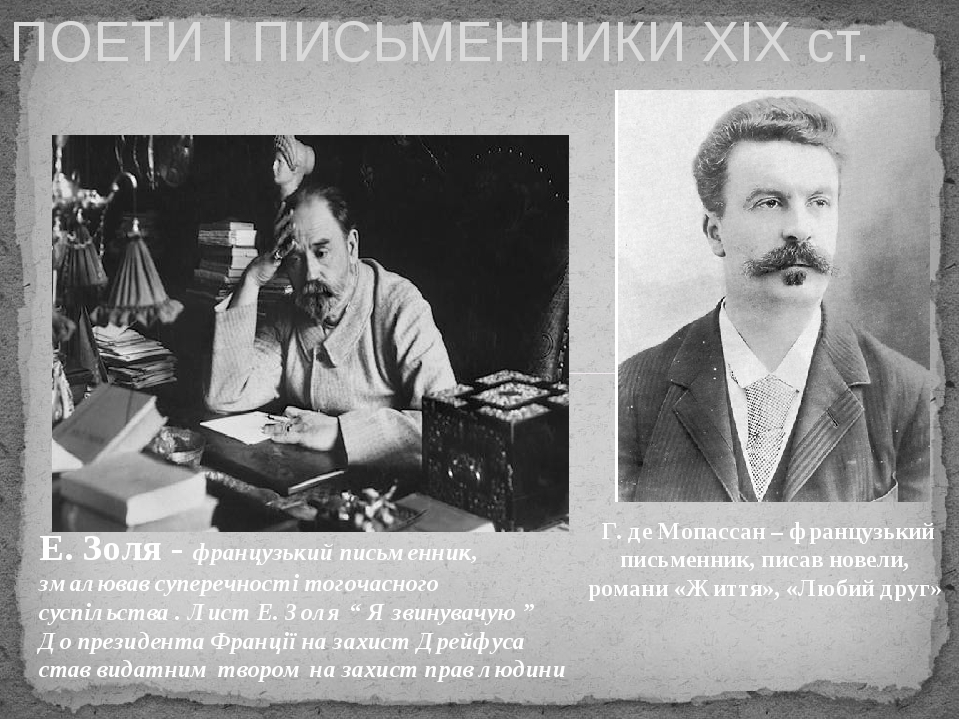 ПОЕТИ І ПИСЬМЕННИКИ ХІХ ст.
Е. Золя - французький письменник,
змалював суперечності тогочасного
суспільства . Лист Е. Золя “ Я звинувачую ”
До президента Франції на захист Дрейфуса
став видатним твором на захист прав людини
Г. де Мопассан – французький
письменник, писав новели,
романи «Життя», «Любий друг»